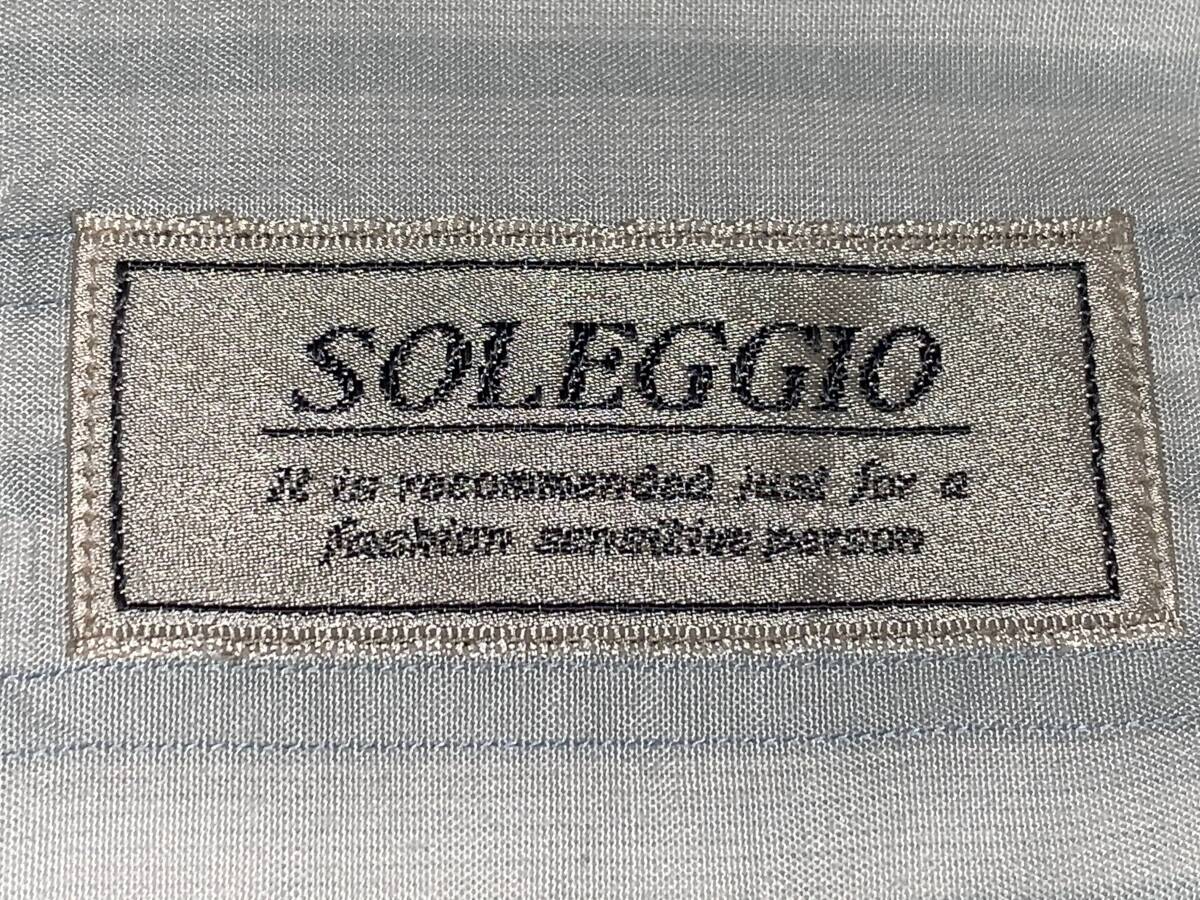 SOLEGGIO
It is recommended just for a
fashion sensitive person